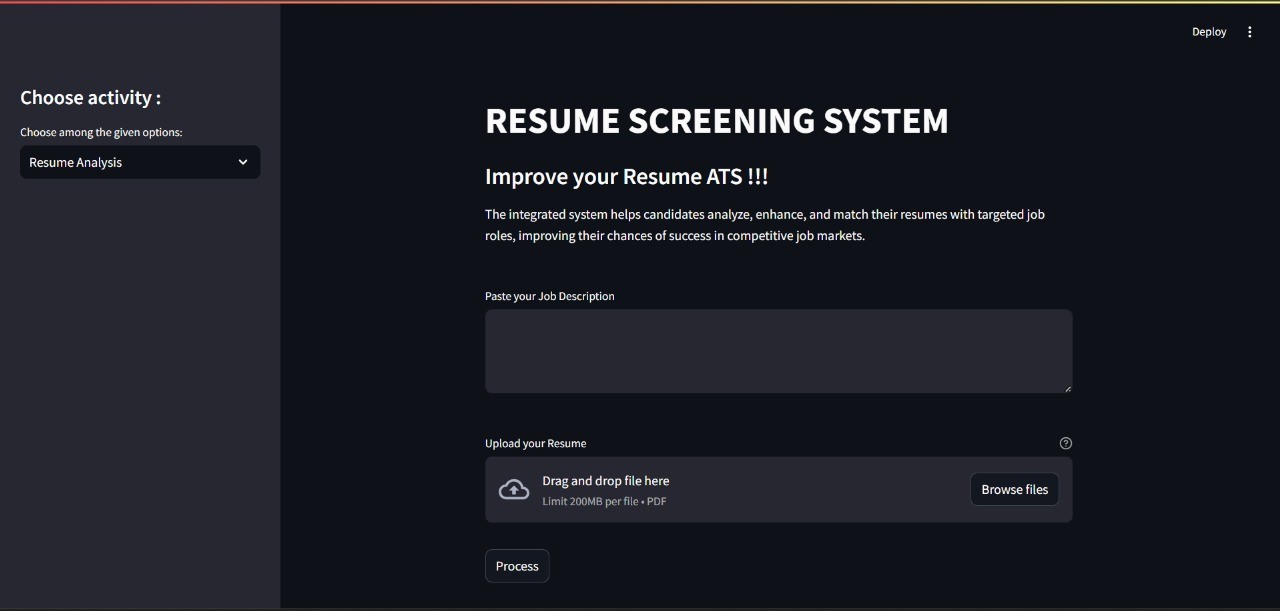 Deploy
Choose activity :
Choose among the given options:
Resume Analysis
RESUME SCREENING SYSTEM
Improve your Resume ATS !!!
The integrated system helps candidates analyze, enhance, and match their resumes with targeted job
roles, improving their chances of success in competitive job markets.
Paste your Job Description
Upload your Resume
Drag and drop file here
Limit 200MB per file • PDF
Browse files
Process